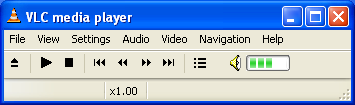 VLC media player
File View Settings Audio Video Navigation Help
x1.00